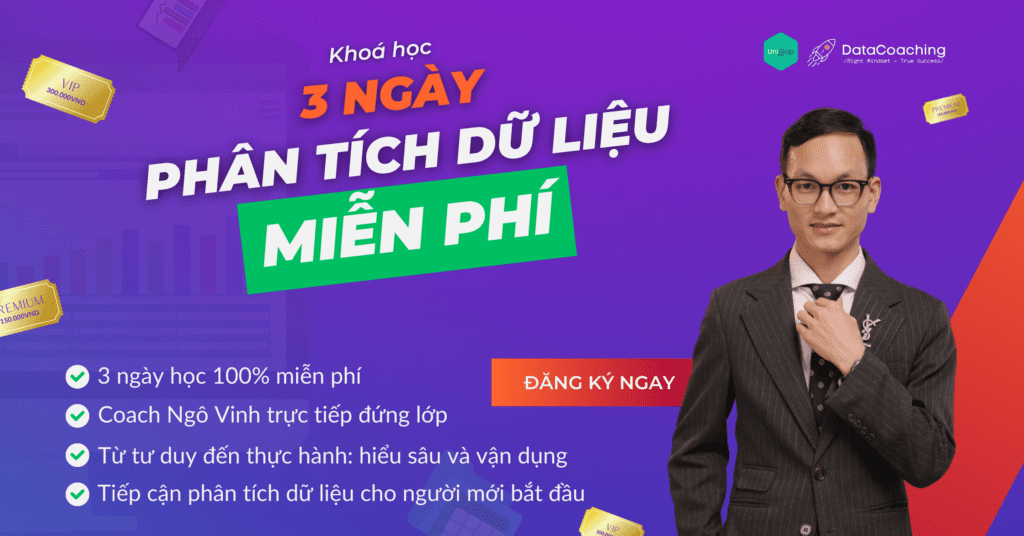 Khoá học
3 NGÀY
PHÂN TÍCH DỮ LIỆU
MIỄN PHÍ
UniGap
DataCoaching
/Right Mindset - True Success/
VIP
300.000VND
PREMIUM
PREMIUM
150.000VND
3 ngày học 100% miễn phí
Coach Ngô Vinh trực tiếp đứng lớp
Từ tư duy đến thực hành: hiểu sâu và vận dụng
Tiếp cận phân tích dữ liệu cho người mới bắt đầu
ĐĂNG KÝ NGAY
VIP